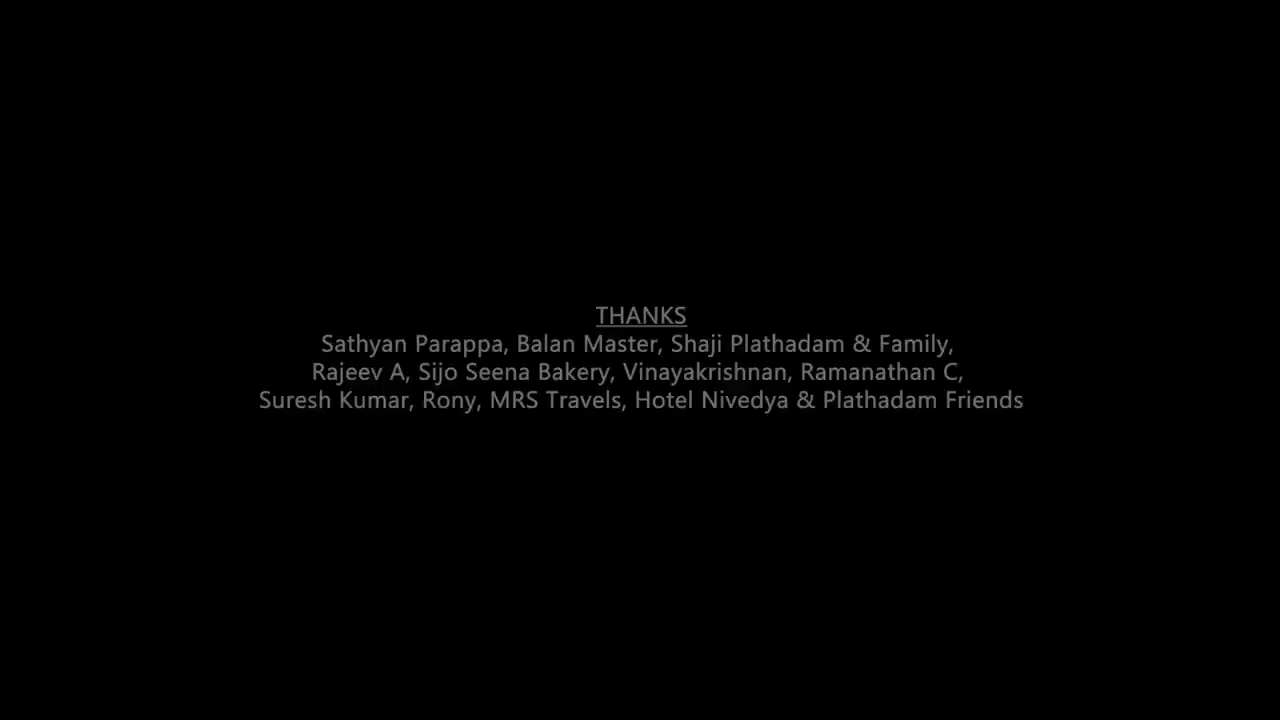 THANKS
Sathyan Parappa, Balan Master, Shaji Plathadam & Family,
Rajeev A, Sijo Seena Bakery, Vinayakrishnan, Ramanathan C,
Suresh Kumar, Rony, MRS Travels, Hotel Nivedya & Plathadam Friends